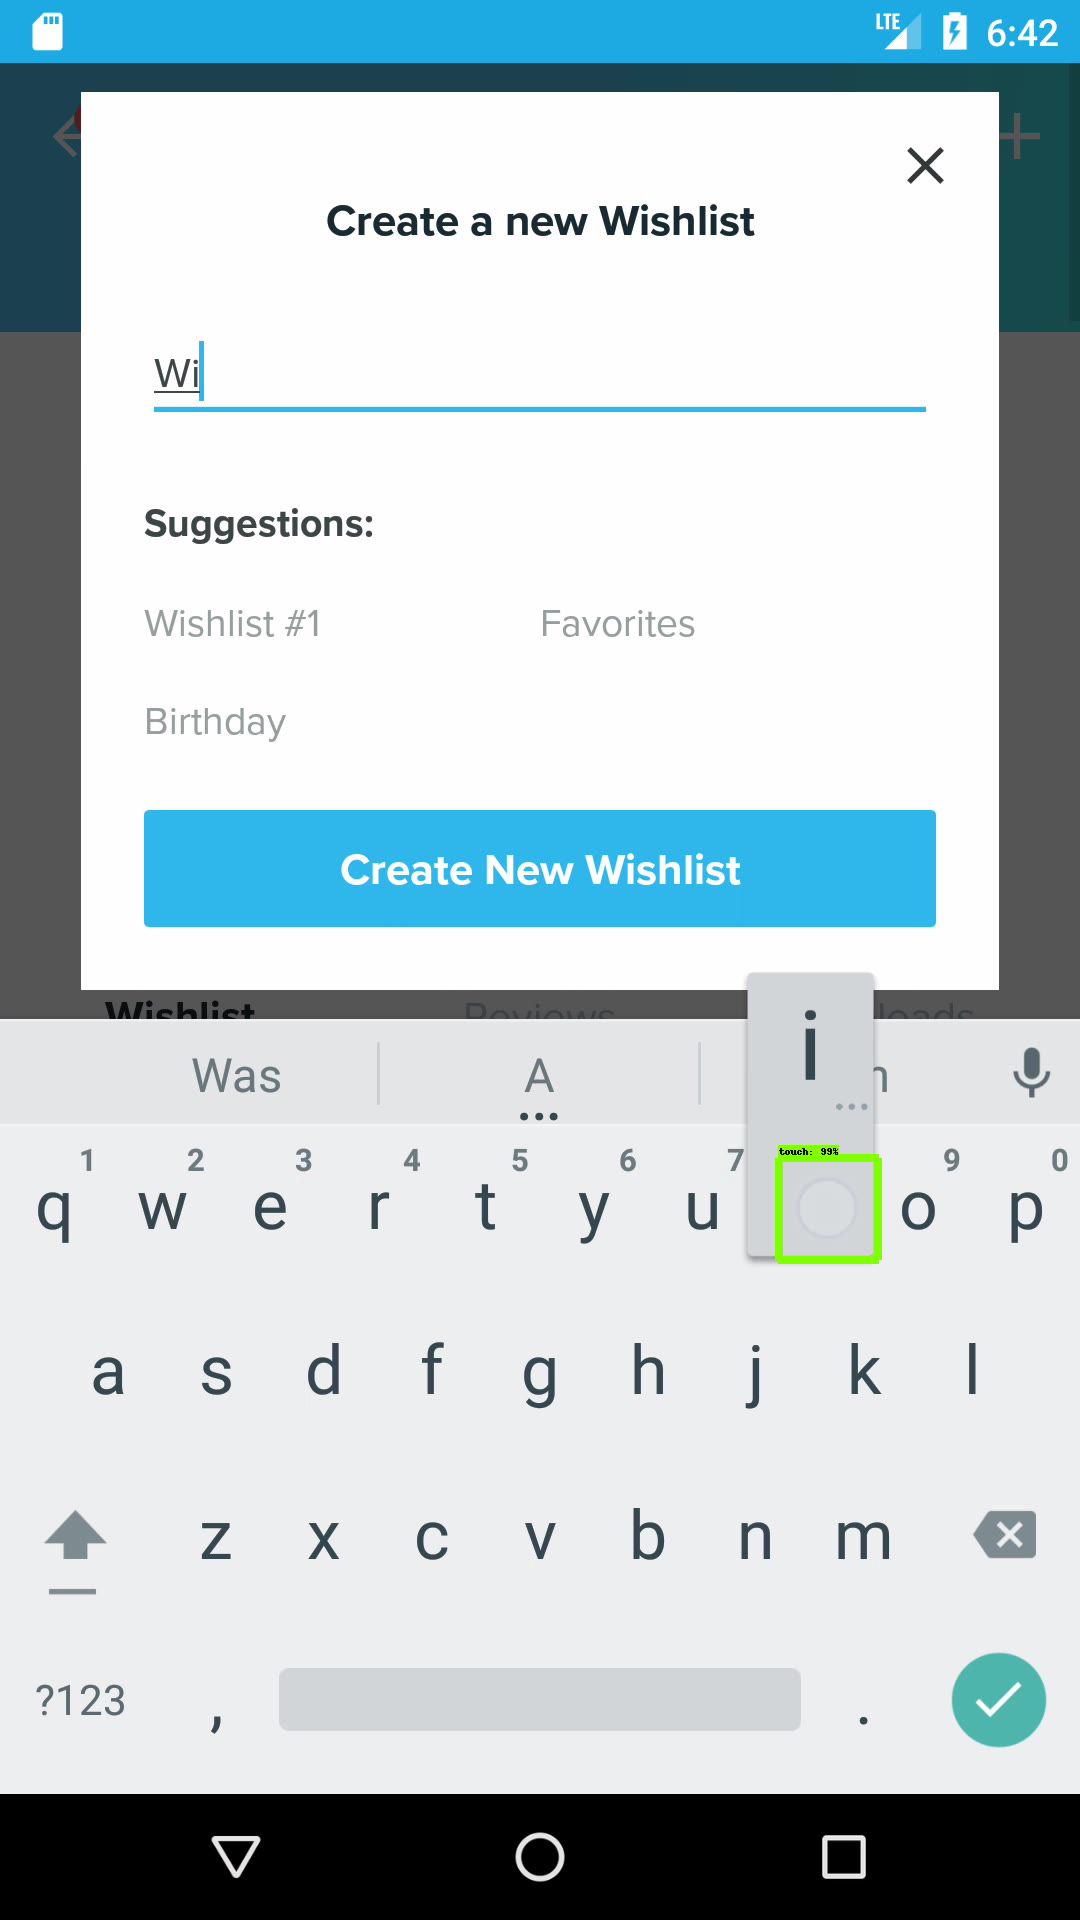 LTE 6:42
Create a new Wishlist
Wi
Suggestions:
Wishlist #1 Favorites
Birthday
Create New Wishlist
Wishlist Reviews
i
Was A
touch: 99%
1 2 3 4 5 6 7 9 0
q w e r t y u o p
a s d f g h j k l
z x c v b n m
?123 , .